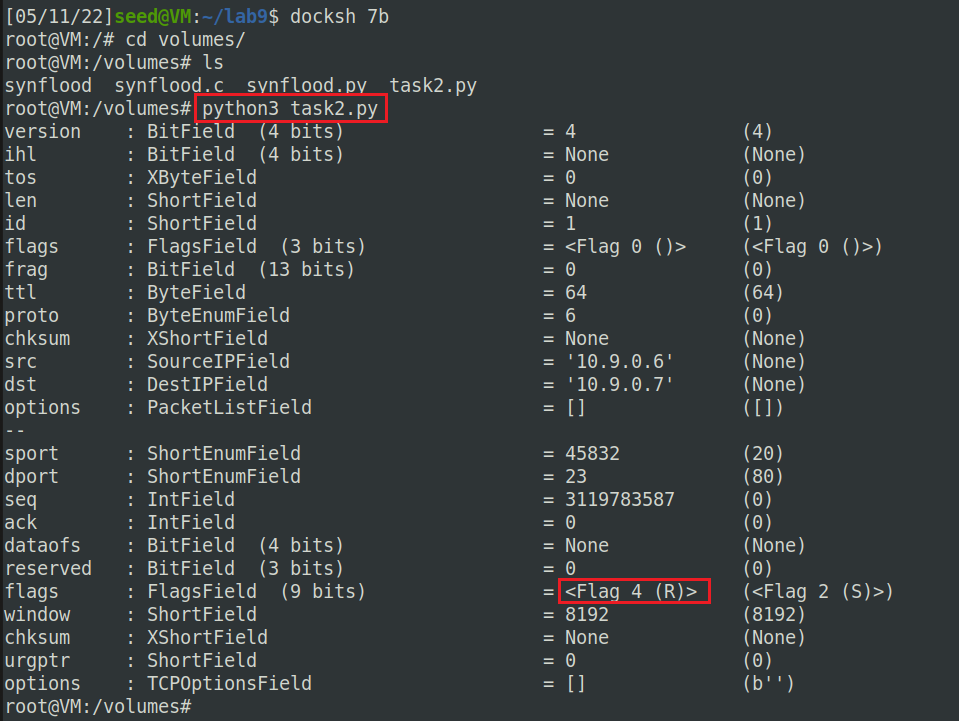 [05/11/22]seed@VM:~/lab9$ docksh 7b
root@VM:/# cd volumes/
root@VM:/volumes# ls
synflood  synflood.c  synflood.py  task2.py
root@VM:/volumes# python3 task2.py
version    : BitField  (4 bits)                  = 4               (4)
ihl        : BitField  (4 bits)                  = None            (None)
tos        : XByteField                          = 0               (0)
len        : ShortField                          = None            (None)
id         : ShortField                          = 1               (1)
flags      : FlagsField  (3 bits)                = <Flag 0 ()>     (<Flag 0 ()>)
frag       : BitField  (13 bits)                 = 0               (0)
ttl        : ByteField                           = 64              (64)
proto      : ByteEnumField                       = 6               (0)
chksum     : XShortField                         = None            (None)
src        : SourceIPField                       = '10.9.0.6'      (None)
dst        : DestIPField                         = '10.9.0.7'      (None)
options    : PacketListField                     = []              ([])
--
sport      : ShortEnumField                      = 45832           (20)
dport      : ShortEnumField                      = 23              (80)
seq        : IntField                            = 3119783587      (0)
ack        : IntField                            = 0               (0)
dataofs    : BitField  (4 bits)                  = None            (None)
reserved   : BitField  (3 bits)                  = 0               (0)
flags      : FlagsField  (9 bits)                = <Flag 4 (R)>    (<Flag 2 (S)>)
window     : ShortField                          = 8192            (8192)
chksum     : XShortField                         = None            (None)
urgptr     : ShortField                          = 0               (0)
options    : TCPOptionsField                     = []              (b'')
root@VM:/volumes#